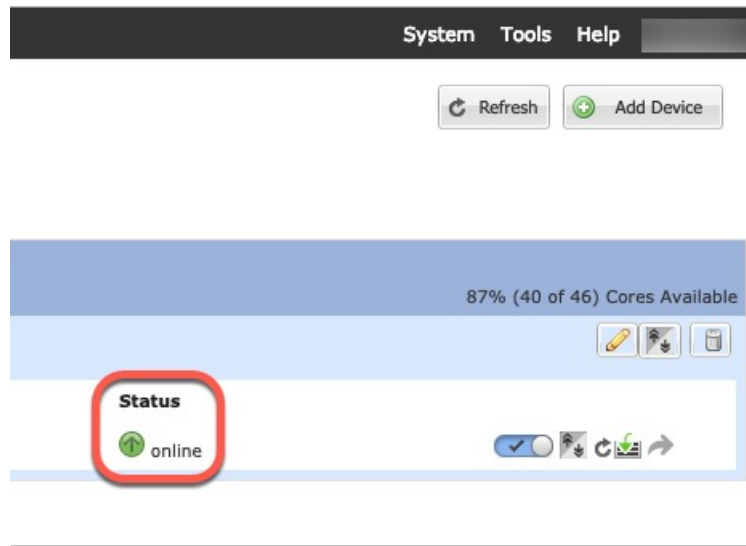 System Tools Help
Refresh Add Device
87% (40 of 46) Cores Available
Status
online